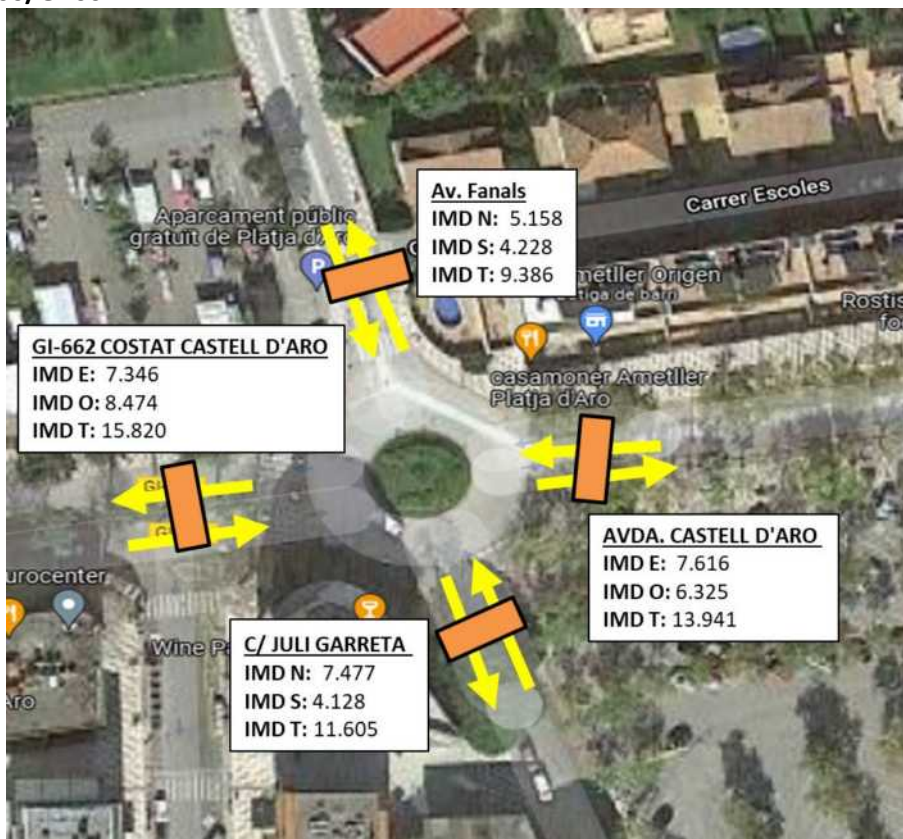 Aparcament públic
gratuït de Platja d'Aro
P
Av. Fanals
IMD N: 5.158
IMD S: 4.228
IMD T: 9.386
Carrer Escoles
Ametller Origen
botiga de barri
casamoner Ametller
Platja d'Aro
GI-662 COSTAT CASTELL D'ARO
IMD E: 7.346
IMD O: 8.474
IMD T: 15.820
AVDA. CASTELL D'ARO
IMD E: 7.616
IMD O: 6.325
IMD T: 13.941
C/ JULI GARRETA
IMD N: 7.477
IMD S: 4.128
IMD T: 11.605
urocenter
Wine P
Aro